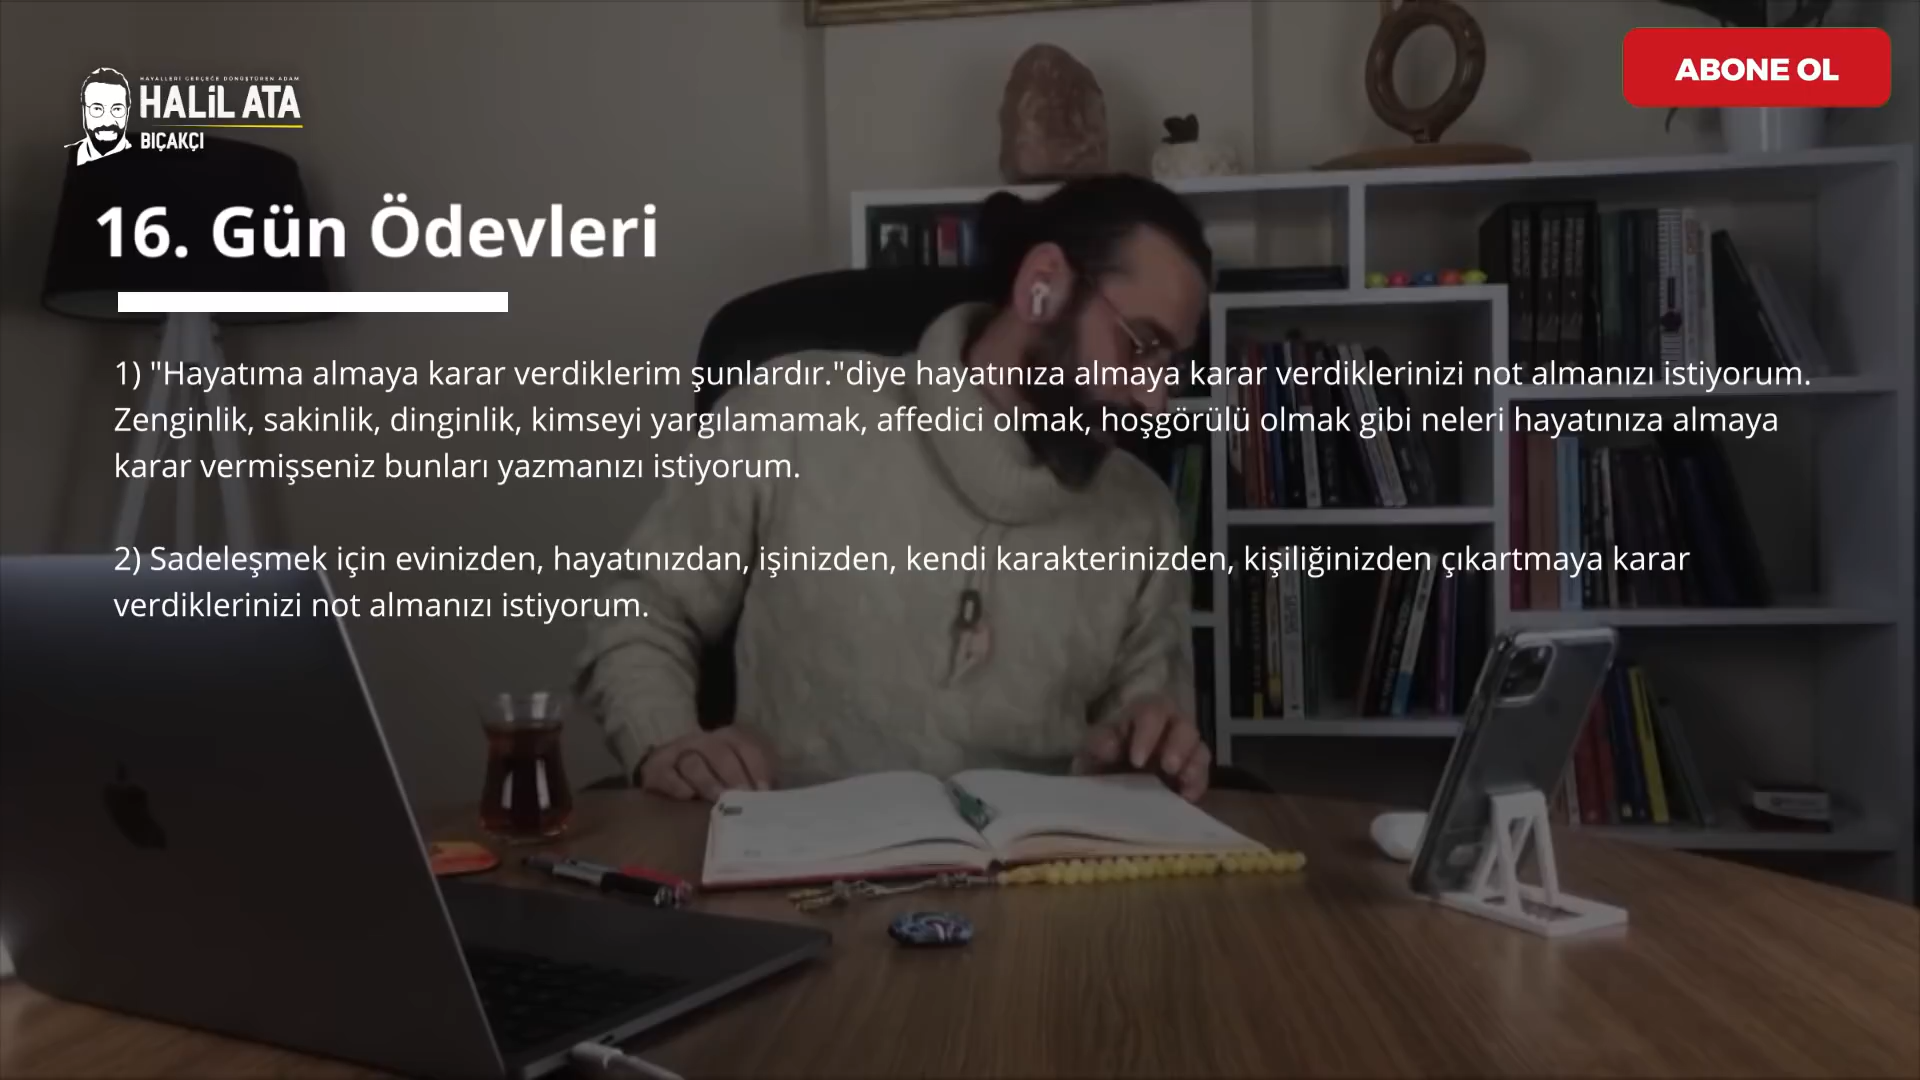 HAYALLERİ GERÇEĞE DÖNÜŞTÜREN ADAM
HALİL ATA
BIÇAKÇI
ABONE OL
16. Gün Ödevleri
1) "Hayatıma almaya karar verdiklerim şunlardır."diye hayatınıza almaya karar verdiklerinizi not almanızı istiyorum.
Zenginlik, sakinlik, dinginlik, kimseyi yargılamamak, affedici olmak, hoşgörülü olmak gibi neleri hayatınıza almaya
karar vermişseniz bunları yazmanızı istiyorum.
2) Sadeleşmek için evinizden, hayatınızdan, işinizden, kendi karakterinizden, kişiliğinizden çıkartmaya karar
verdiklerinizi not almanızı istiyorum.